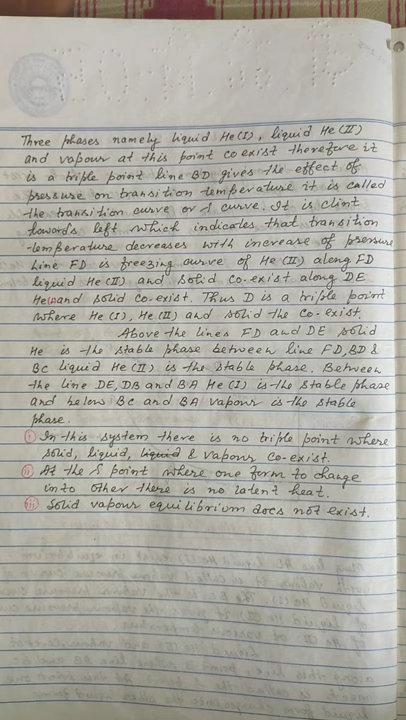 Three phases namely liquid He(I), liquid He(II)
and vapour at this point coexist therefore it
is a triple point line BD gives the effect of
pressure on transition temperature it is called
the transition curve or λ curve. It is clint
towards left which indicates that transition
temperature decreases with increase of pressure
Line FD is freezing curve of He(II) along FD
liquid He(II) and solid co-exist along DE
He(I) and solid co-exist. Thus D is a triple point
where He(I), He(II) and solid the co-exist.
Above the lines FD and DE solid
He is the stable phase between line FD, BD &
BC liquid He(II) is the stable phase. Between
the line DE, DB and BA He(I) is the stable phase
and below BC and BA vapour is the stable
phase.
(i) In this system there is no triple point where
solid, liquid, liquid & vapour co-exist.
(ii) At the λ point where one form to change
into other there is no latent heat.
(iii) Solid vapour equilibrium does not exist.